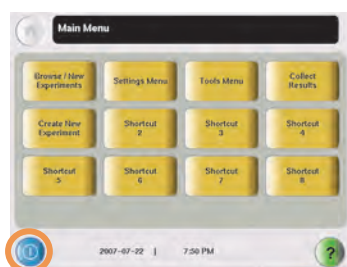 Main Menu
Browse / New Experiments
Settings Menu
Tools Menu
Collect Results
Create New Experiment
Shortcut 2
Shortcut 3
Shortcut 4
Shortcut 5
Shortcut 6
Shortcut 7
Shortcut 8
2007-07-22 | 7:50 PM
?